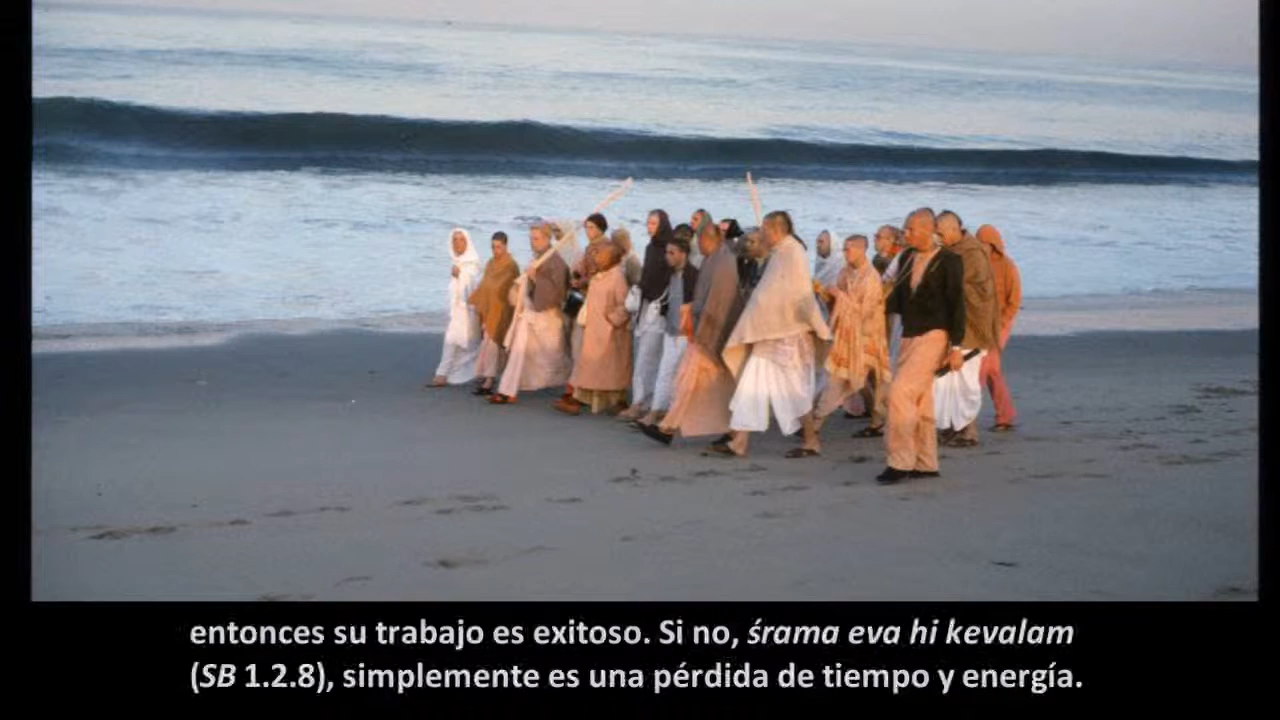 entonces su trabajo es exitoso. Si no, śrama eva hi kevalam
(SB 1.2.8), simplemente es una pérdida de tiempo y energía.